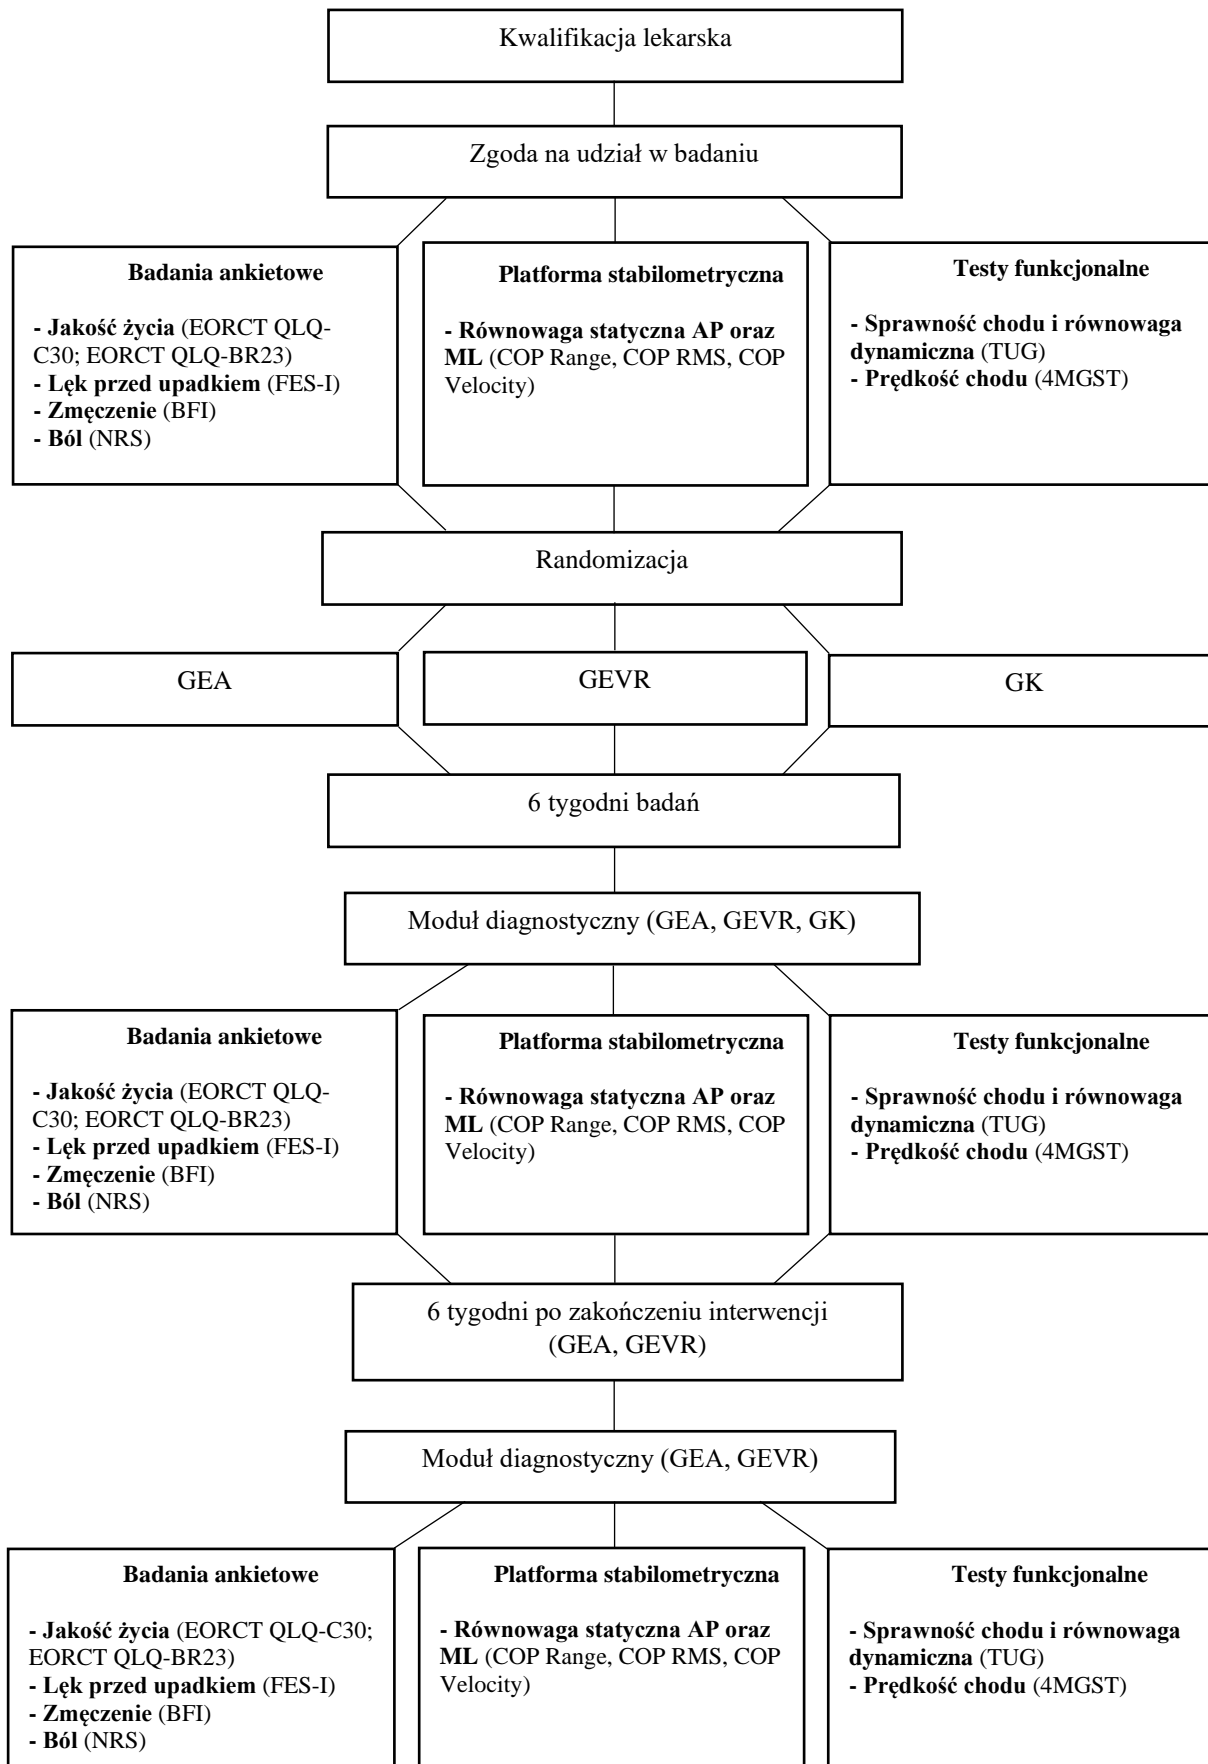 Kwalifikacja lekarska
Zgoda na udział w badaniu
Badania ankietowe
- Jakość życia (EORCT QLQ-
C30; EORCT QLQ-BR23)
- Lęk przed upadkiem (FES-I)
- Zmęczenie (BFI)
- Ból (NRS)
Platforma stabilometryczna
- Równowaga statyczna AP oraz
ML (COP Range, COP RMS, COP
Velocity)
Testy funkcjonalne
- Sprawność chodu i równowaga
dynamiczna (TUG)
- Prędkość chodu (4MGST)
Randomizacja
GEA
GEVR
GK
6 tygodni badań
Moduł diagnostyczny (GEA, GEVR, GK)
Badania ankietowe
- Jakość życia (EORCT QLQ-
C30; EORCT QLQ-BR23)
- Lęk przed upadkiem (FES-I)
- Zmęczenie (BFI)
- Ból (NRS)
Platforma stabilometryczna
- Równowaga statyczna AP oraz
ML (COP Range, COP RMS, COP
Velocity)
Testy funkcjonalne
- Sprawność chodu i równowaga
dynamiczna (TUG)
- Prędkość chodu (4MGST)
6 tygodni po zakończeniu interwencji
(GEA, GEVR)
Moduł diagnostyczny (GEA, GEVR)
Badania ankietowe
- Jakość życia (EORCT QLQ-C30;
EORCT QLQ-BR23)
- Lęk przed upadkiem (FES-I)
- Zmęczenie (BFI)
- Ból (NRS)
Platforma stabilometryczna
- Równowaga statyczna AP oraz
ML (COP Range, COP RMS, COP
Velocity)
Testy funkcjonalne
- Sprawność chodu i równowaga
dynamiczna (TUG)
- Prędkość chodu (4MGST)